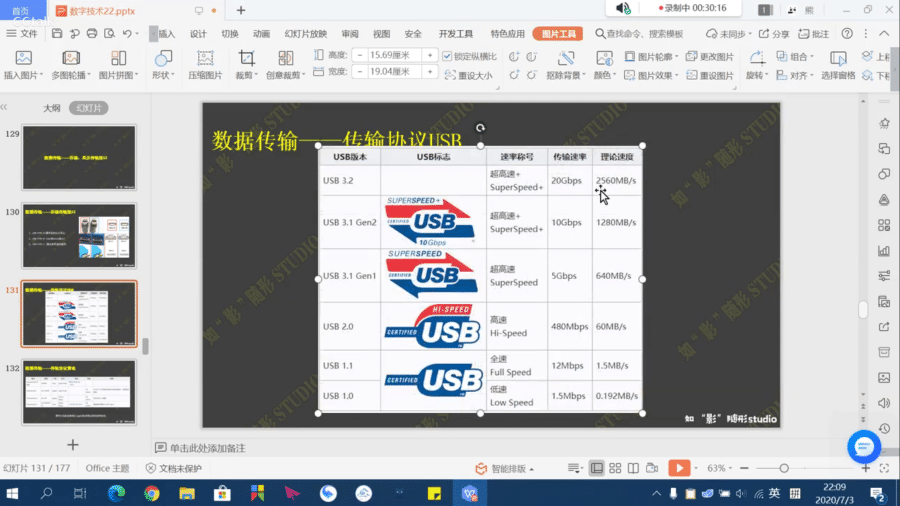 首页
CCtalk
数字技术22.pptx
录制中 00:30:16
1
熊
文件
插入
设计
切换
动画
幻灯片放映
审阅
视图
安全
开发工具
特色应用
图片工具
查找命令、搜索模板
未同步
分享
批注
插入图片
多图轮播
图片拼图
形状
压缩图片
裁剪
创意裁剪
高度:
15.69厘米
宽度:
19.04厘米
锁定纵横比
重设大小
抠除背景
颜色
图片轮廓
图片效果
更改图片
重设图片
旋转
组合
对齐
选择窗格
上移
下移
大纲
幻灯片
129
130
131
132
数据传输——传输协议USB
USB版本 USB标志 速率称号 传输速率 理论速度
USB 3.2 超高速+ SuperSpeed+ 20Gbps 2560MB/s
USB 3.1 Gen2 SUPERSPEED+ USB 10Gbps 超高速+ SuperSpeed+ 10Gbps 1280MB/s
USB 3.1 Gen1 SUPERSPEED USB 超高速 SuperSpeed 5Gbps 640MB/s
USB 2.0 HI-SPEED CERTIFIED USB 高速 Hi-Speed 480Mbps 60MB/s
USB 1.1 CERTIFIED USB 全速 Full Speed 12Mbps 1.5MB/s
USB 1.0 低速 Low Speed 1.5Mbps 0.192MB/s
如“影”随形STUDIO
如“影”随形studio
单击此处添加备注
幻灯片 131 / 177
Office 主题
文档未保护
智能排版
63%
英
22:09
2020/7/3
2